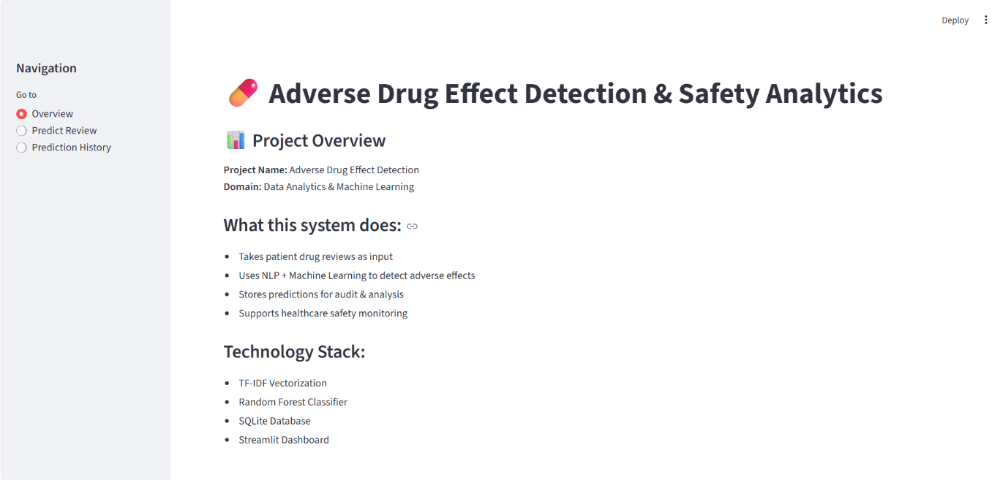 Deploy
Navigation
Go to
Overview
Predict Review
Prediction History
Adverse Drug Effect Detection & Safety Analytics
Project Overview
Project Name: Adverse Drug Effect Detection
Domain: Data Analytics & Machine Learning
What this system does:
Takes patient drug reviews as input
Uses NLP + Machine Learning to detect adverse effects
Stores predictions for audit & analysis
Supports healthcare safety monitoring
Technology Stack:
TF-IDF Vectorization
Random Forest Classifier
SQLite Database
Streamlit Dashboard